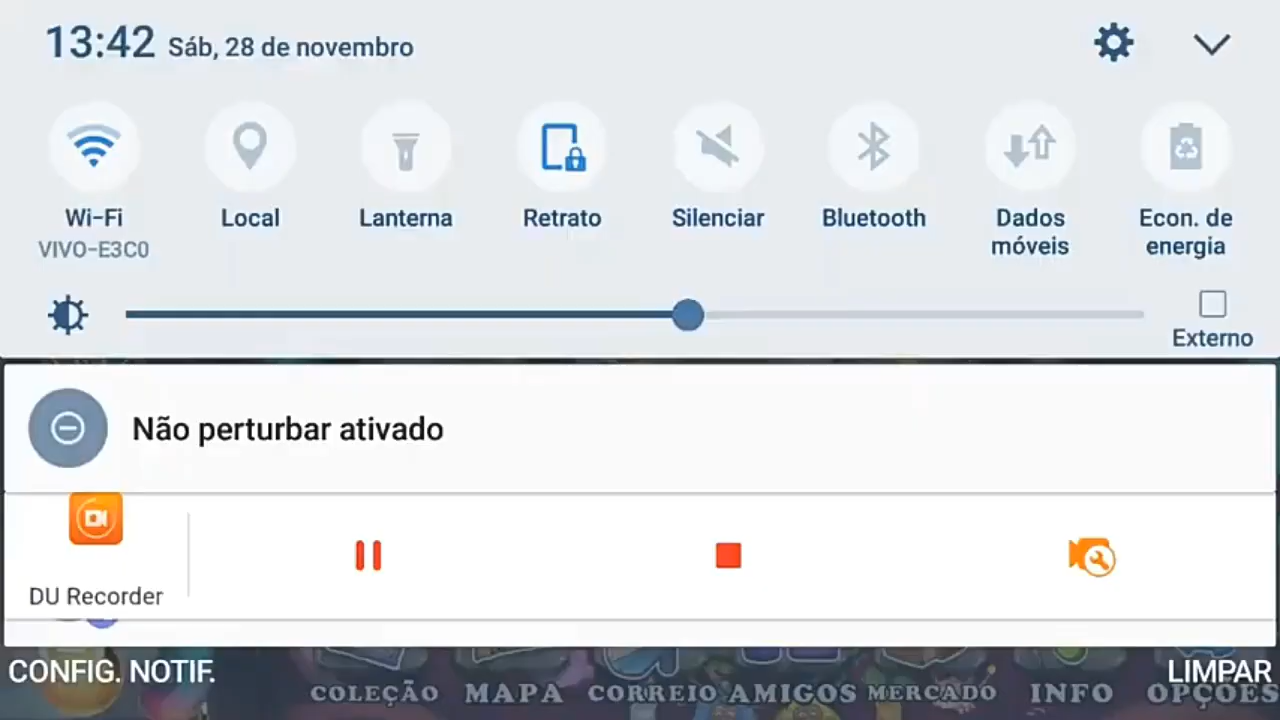 13:42 Sáb, 28 de novembro
Wi-Fi
VIVO-E3C0
Local
Lanterna
Retrato
Silenciar
Bluetooth
Dados
móveis
Econ. de
energia
Externo
Não perturbar ativado
DU Recorder
CONFIG. NOTIF.
LIMPAR
COLEÇÃO
MAPA
CORREIO
AMIGOS
MERCADO
INFO
OPÇÕES